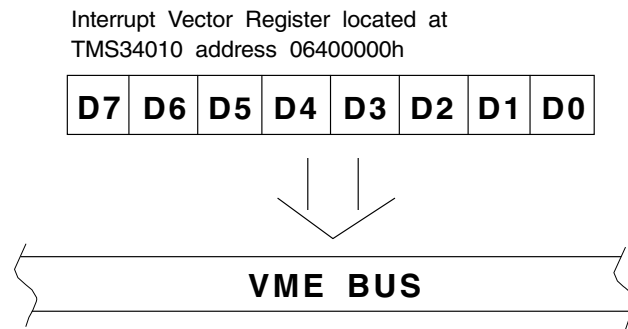 Interrupt Vector Register located at
TMS34010 address 06400000h
D7 D6 D5 D4 D3 D2 D1 D0
VME BUS